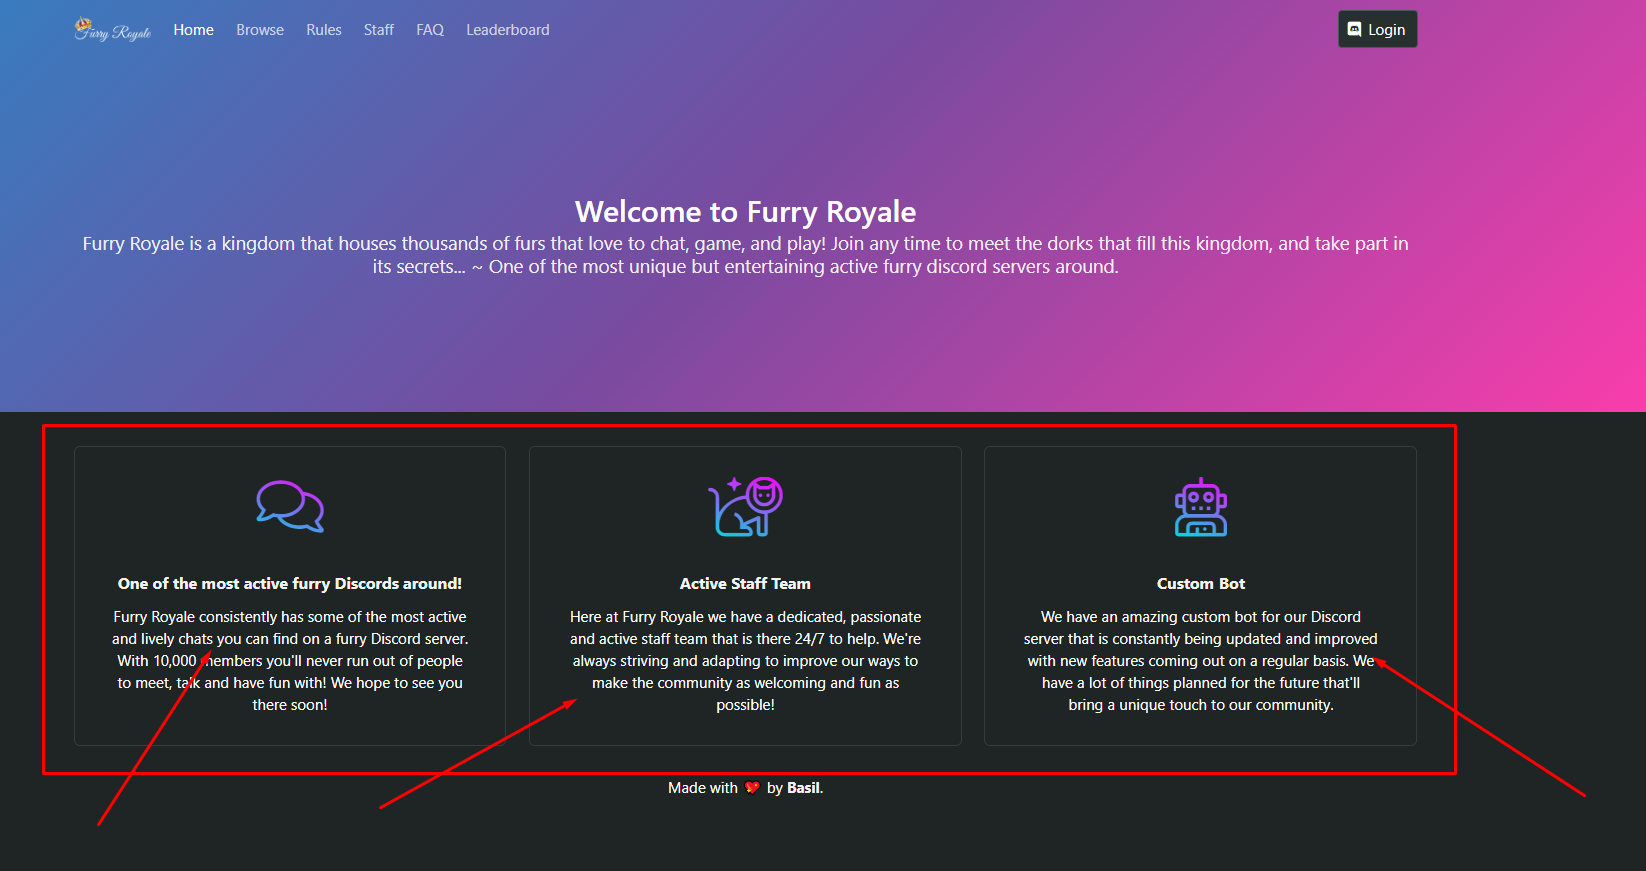 Furry Royale Home Browse Rules Staff FAQ Leaderboard Login
Welcome to Furry Royale
Furry Royale is a kingdom that houses thousands of furs that love to chat, game, and play! Join any time to meet the dorks that fill this kingdom, and take part in
its secrets... ~ One of the most unique but entertaining active furry discord servers around.
One of the most active furry Discords around!
Furry Royale consistently has some of the most active
and lively chats you can find on a furry Discord server.
With 10,000 members you'll never run out of people
to meet, talk and have fun with! We hope to see you
there soon!
Active Staff Team
Here at Furry Royale we have a dedicated, passionate
and active staff team that is there 24/7 to help. We're
always striving and adapting to improve our ways to
make the community as welcoming and fun as
possible!
Custom Bot
We have an amazing custom bot for our Discord
server that is constantly being updated and improved
with new features coming out on a regular basis. We
have a lot of things planned for the future that'll
bring a unique touch to our community.
Made with 💖 by Basil.